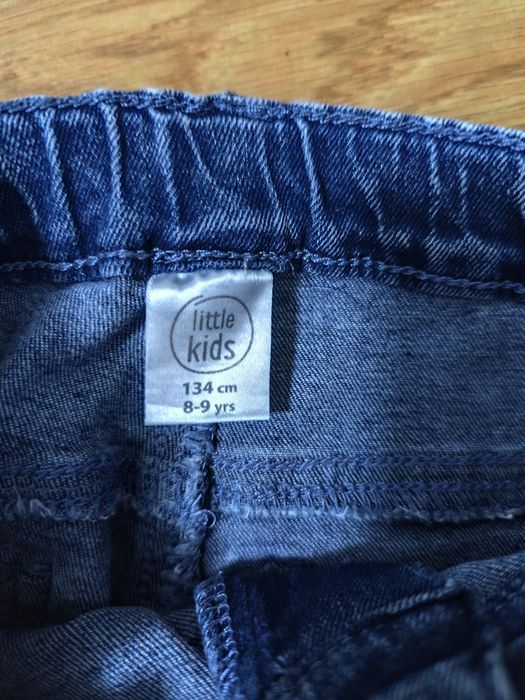 little
kids
134 cm
8-9 yrs